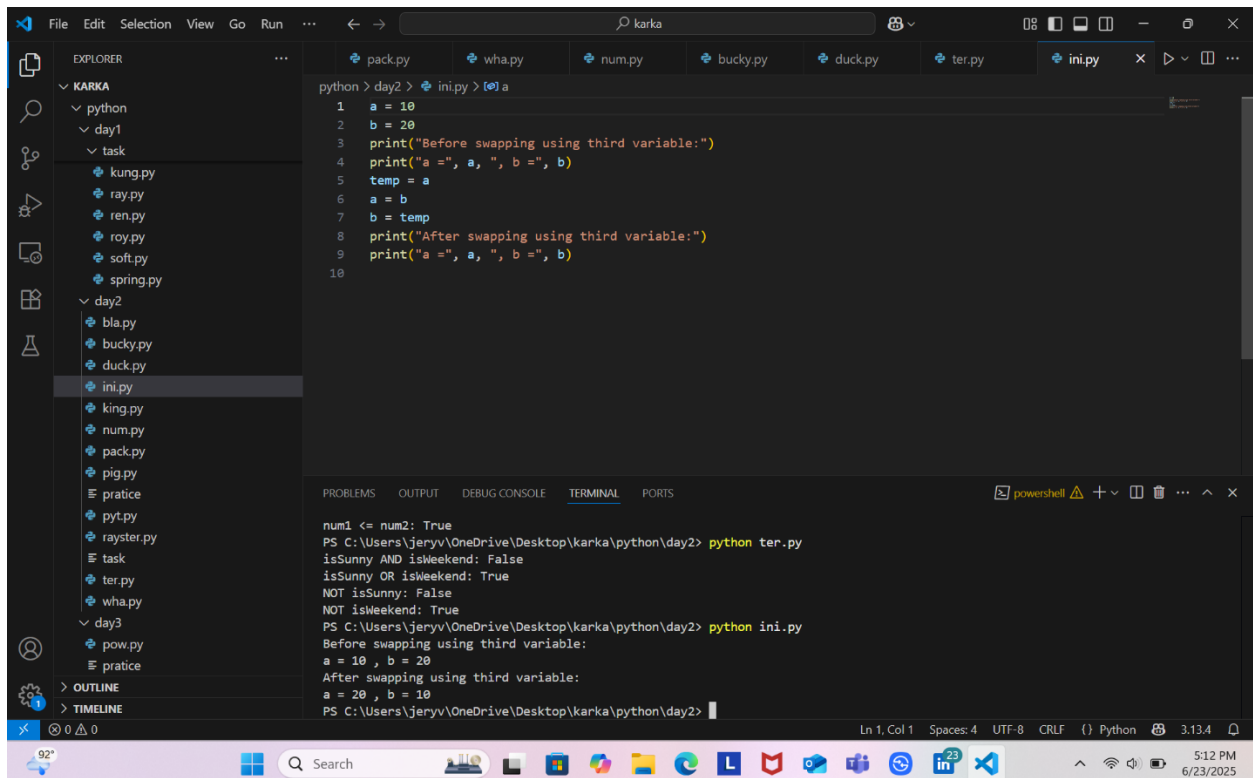 File Edit Selection View Go Run ··· karka
EXPLORER ···
KARKA
python
day1
task
kung.py
ray.py
ren.py
roy.py
soft.py
spring.py
day2
bla.py
bucky.py
duck.py
ini.py
king.py
num.py
pack.py
pig.py
pratice
pyt.py
rayster.py
task
ter.py
wha.py
day3
pow.py
pratice
OUTLINE
TIMELINE
pack.py wha.py num.py bucky.py duck.py ter.py ini.py
python > day2 > ini.py > a
1 a = 10
2 b = 20
3 print("Before swapping using third variable:")
4 print("a =", a, ", b =", b)
5 temp = a
6 a = b
7 b = temp
8 print("After swapping using third variable:")
9 print("a =", a, ", b =", b)
10
PROBLEMS OUTPUT DEBUG CONSOLE TERMINAL PORTS powershell
num1 <= num2: True
PS C:\Users\jeryv\OneDrive\Desktop\karka\python\day2> python ter.py
isSunny AND isWeekend: False
isSunny OR isWeekend: True
NOT isSunny: False
NOT isWeekend: True
PS C:\Users\jeryv\OneDrive\Desktop\karka\python\day2> python ini.py
Before swapping using third variable:
a = 10 , b = 20
After swapping using third variable:
a = 20 , b = 10
PS C:\Users\jeryv\OneDrive\Desktop\karka\python\day2>
1
0 0 Ln 1, Col 1 Spaces: 4 UTF-8 CRLF {} Python 3.13.4
92° Search L in 23 5:12 PM
6/23/2025